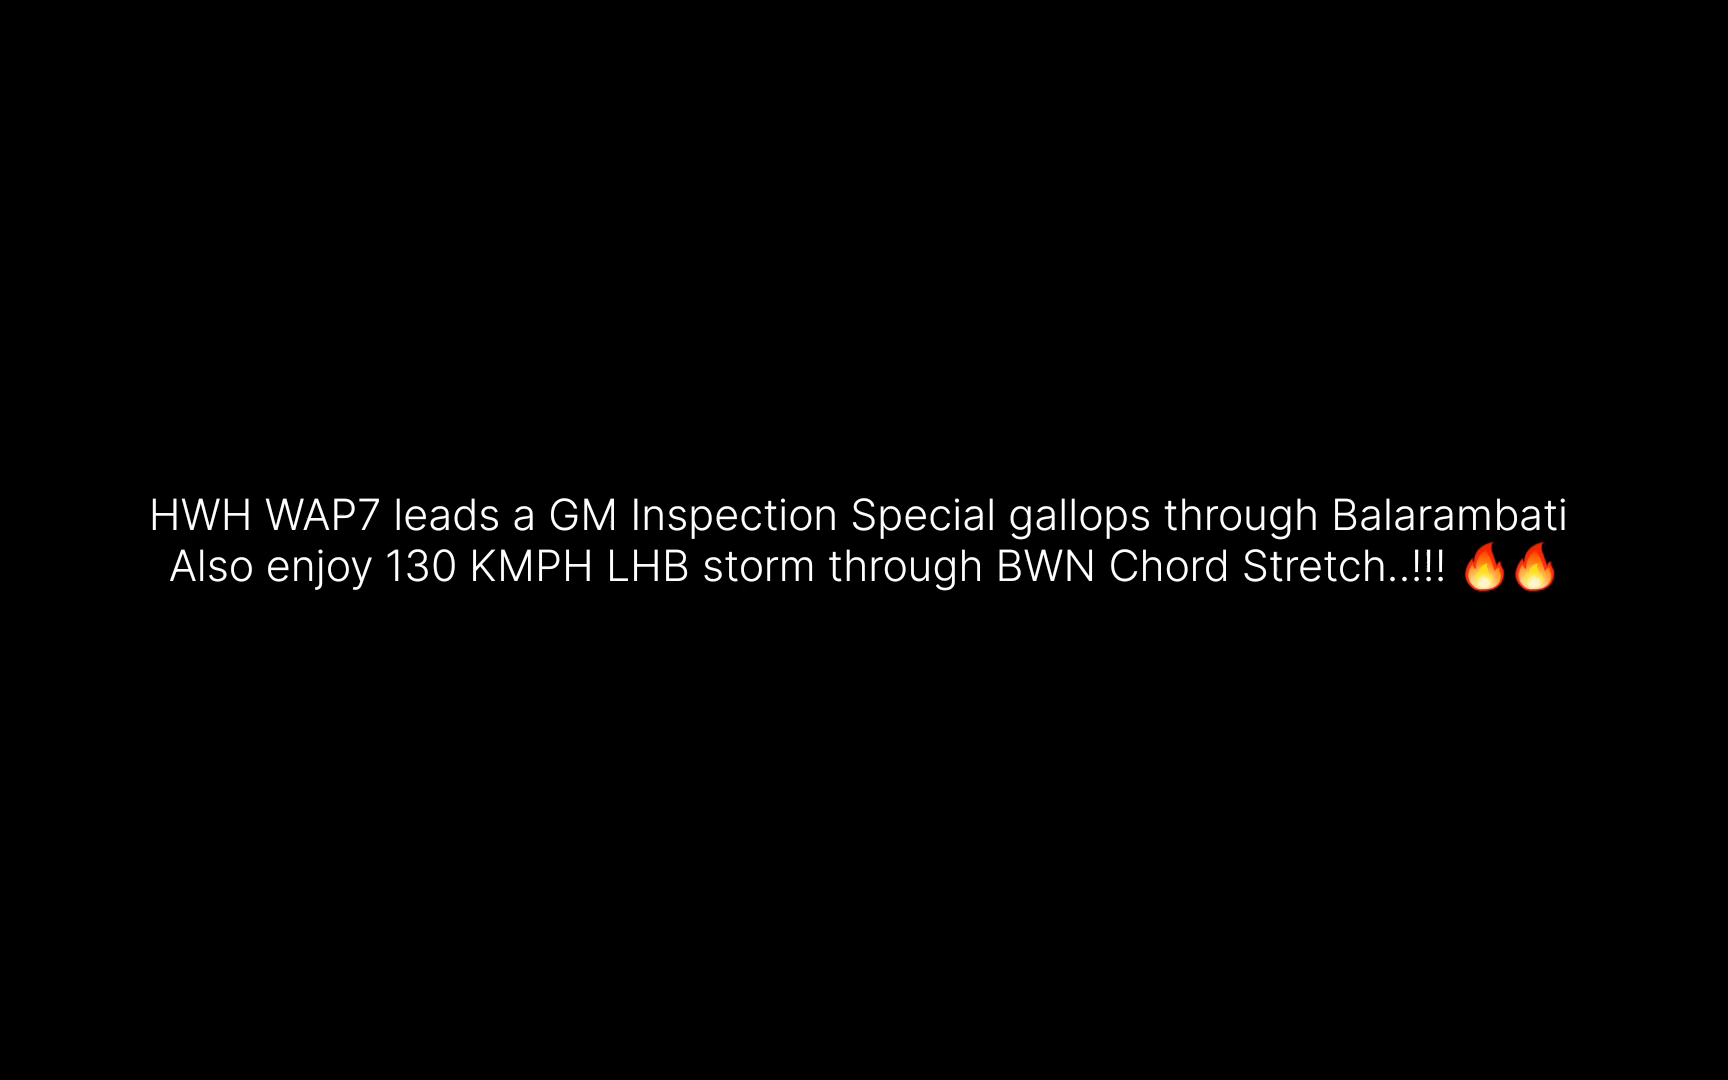 HWH WAP7 leads a GM Inspection Special gallops through Balarambati
Also enjoy 130 KMPH LHB storm through BWN Chord Stretch..!!! 🔥🔥